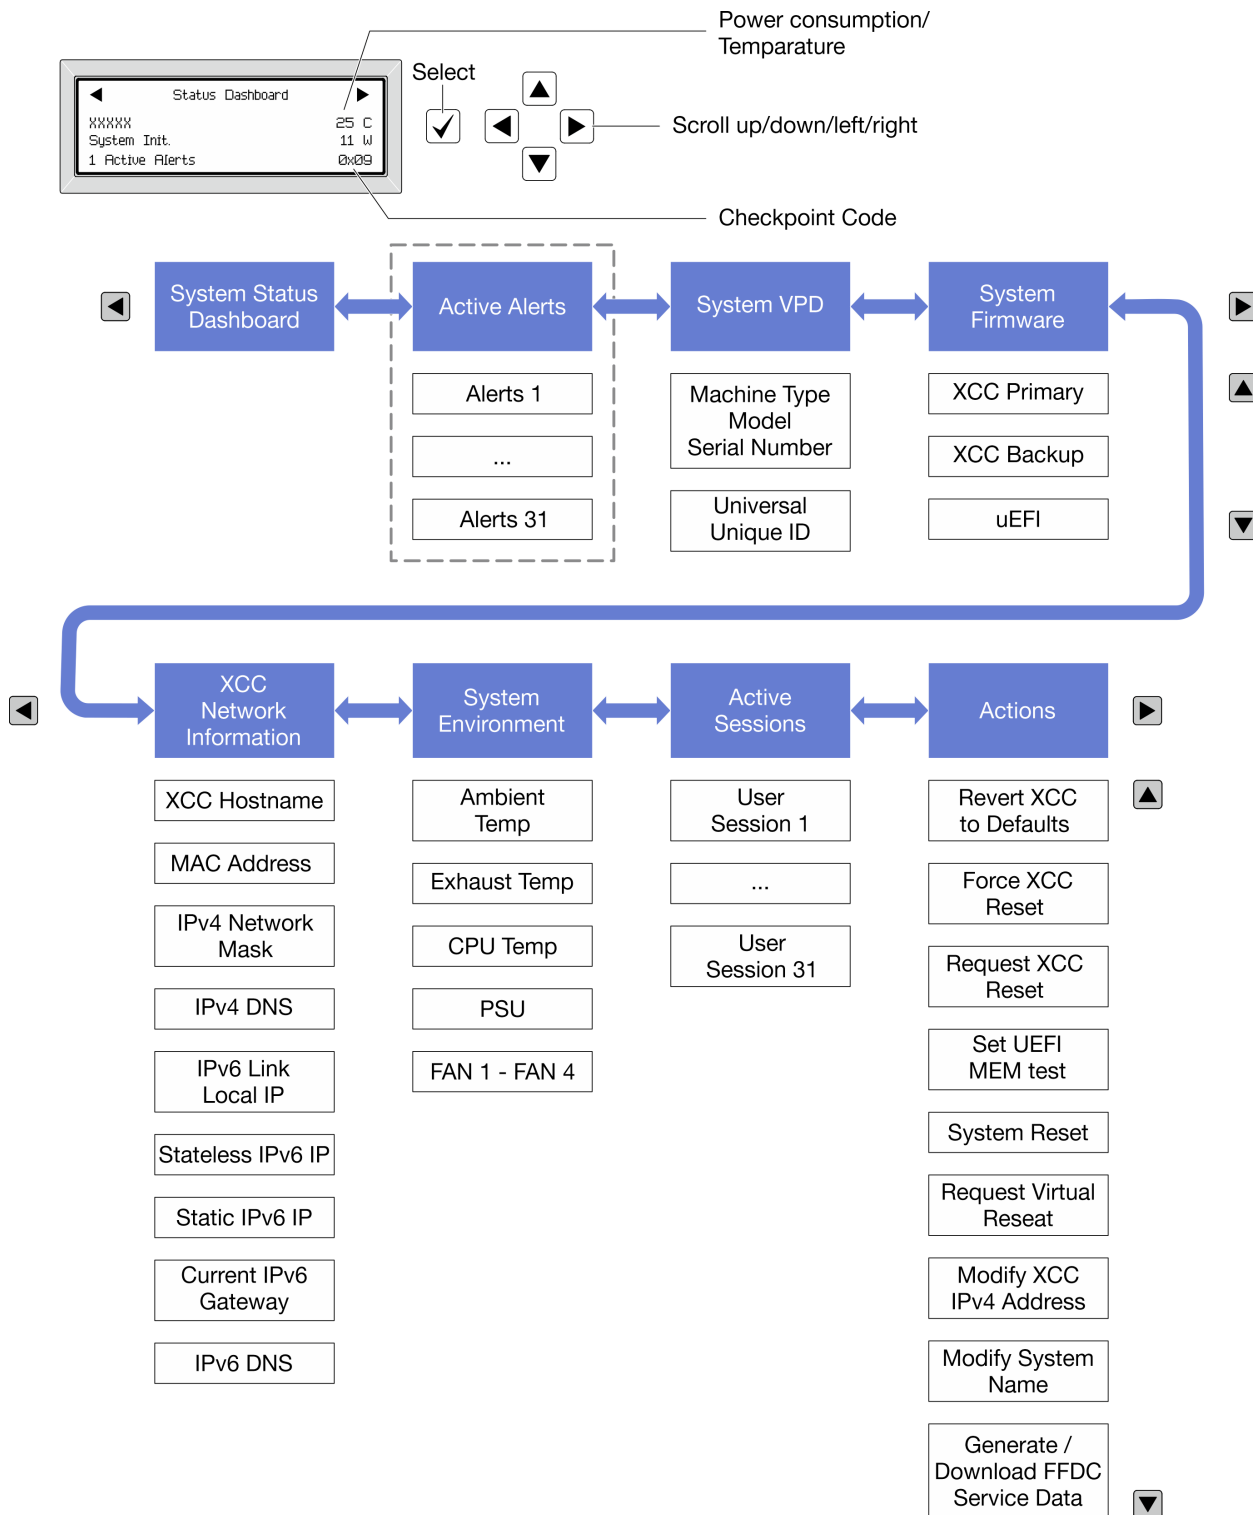 Power consumption/
Temparature
Select
Status Dashboard
XXXXX 25 C
System Init. 11 W
1 Active Alerts 0x09
Scroll up/down/left/right
Checkpoint Code
System Status
Dashboard
Active Alerts
System VPD
System
Firmware
Alerts 1
...
Alerts 31
Machine Type
Model
Serial Number
Universal
Unique ID
XCC Primary
XCC Backup
uEFI
XCC
Network
Information
System
Environment
Active
Sessions
Actions
XCC Hostname
MAC Address
IPv4 Network
Mask
IPv4 DNS
IPv6 Link
Local IP
Stateless IPv6 IP
Static IPv6 IP
Current IPv6
Gateway
IPv6 DNS
Ambient
Temp
Exhaust Temp
CPU Temp
PSU
FAN 1 - FAN 4
User
Session 1
...
User
Session 31
Revert XCC
to Defaults
Force XCC
Reset
Request XCC
Reset
Set UEFI
MEM test
System Reset
Request Virtual
Reseat
Modify XCC
IPv4 Address
Modify System
Name
Generate /
Download FFDC
Service Data